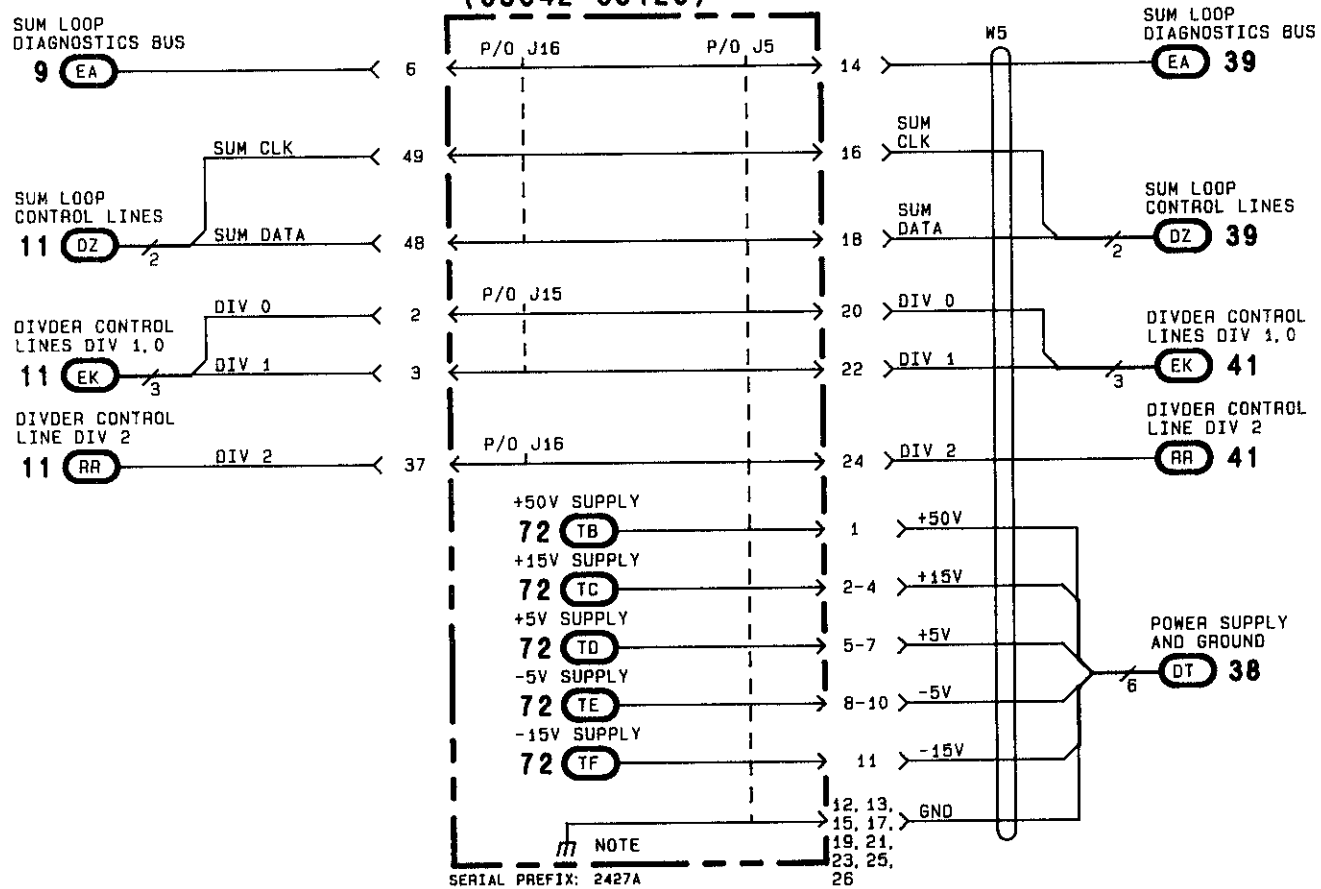 SUM LOOP
DIAGNOSTICS BUS
9 EA
6
P/O J16
P/O J5
14
W5
SUM LOOP
DIAGNOSTICS BUS
EA 39
SUM CLK
49
16
SUM
CLK
SUM LOOP
CONTROL LINES
11 DZ
2
SUM DATA
48
18
SUM
DATA
SUM LOOP
CONTROL LINES
2
DZ 39
DIV 0
2
P/O J15
20
DIV 0
DIVDER CONTROL
LINES DIV 1,0
11 EK
3
DIV 1
3
22
DIV 1
DIVDER CONTROL
LINES DIV 1,0
3
EK 41
DIVDER CONTROL
LINE DIV 2
11 RR
DIV 2
37
P/O J16
24
DIV 2
DIVDER CONTROL
LINE DIV 2
RR 41
+50V SUPPLY
72 TB
1
+50V
+15V SUPPLY
72 TC
2-4
+15V
+5V SUPPLY
72 TD
5-7
+5V
-5V SUPPLY
72 TE
8-10
-5V
POWER SUPPLY
AND GROUND
6
DT 38
-15V SUPPLY
72 TF
11
-15V
NOTE
12, 13,
15, 17,
19, 21,
23, 25,
26
GND
SERIAL PREFIX: 2427A